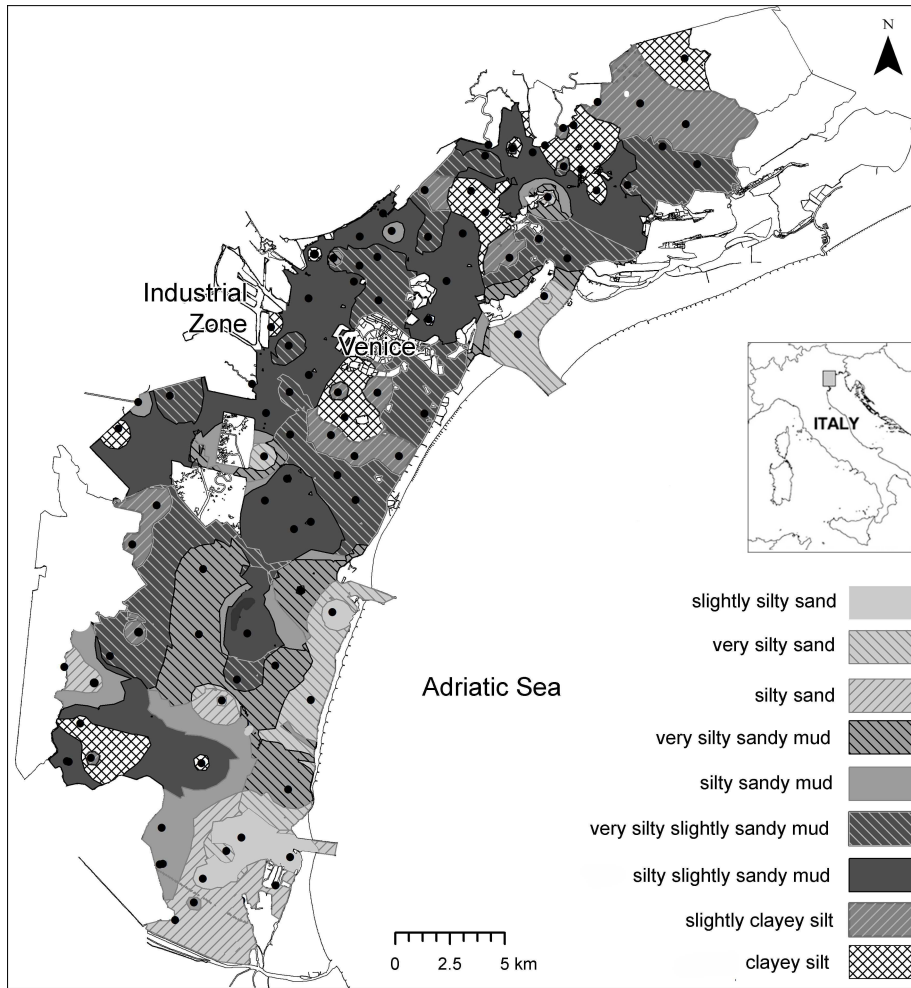 N
Industrial
Zone
Venice
ITALY
Adriatic Sea
slightly silty sand
very silty sand
silty sand
very silty sandy mud
silty sandy mud
very silty slightly sandy mud
silty slightly sandy mud
slightly clayey silt
clayey silt
0 2.5 5 km